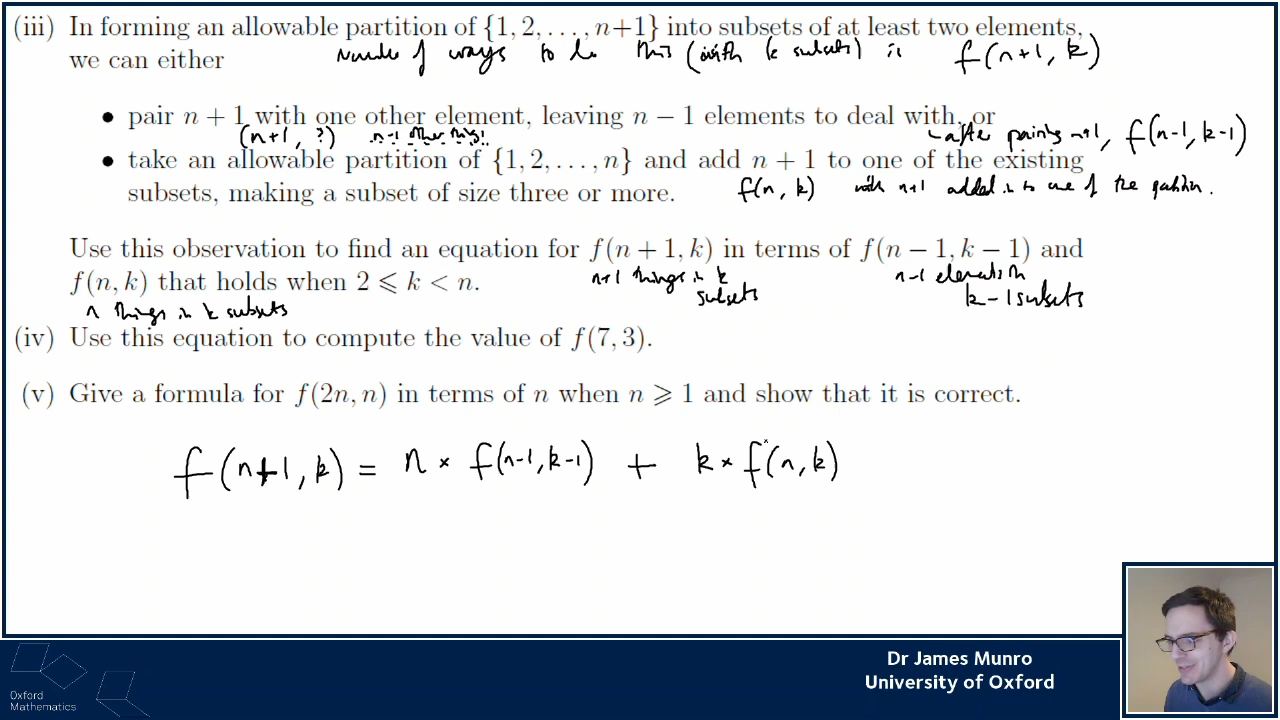 (iii) In forming an allowable partition of {1, 2, . . . , n+1} into subsets of at least two elements,
we can either
Number of ways to do this (with k subsets) is f(n+1, k)
• pair n + 1 with one other element, leaving n − 1 elements to deal with, or
(n+1, ?) n-1 other things! after pairing n+1, f(n-1, k-1)
• take an allowable partition of {1, 2, . . . , n} and add n + 1 to one of the existing
subsets, making a subset of size three or more.
f(n, k) with n+1 added in to one of the partition.
Use this observation to find an equation for f(n + 1, k) in terms of f(n − 1, k − 1) and
f(n, k) that holds when 2 ⩽ k < n.
n+1 things in k
subsets
n-1 elements in
k-1 subsets
n things in k subsets
(iv) Use this equation to compute the value of f(7, 3).
(v) Give a formula for f(2n, n) in terms of n when n ⩾ 1 and show that it is correct.
f(n+1, k) = n × f(n-1, k-1) + k × f(n, k)
Oxford
Mathematics
Dr James Munro
University of Oxford